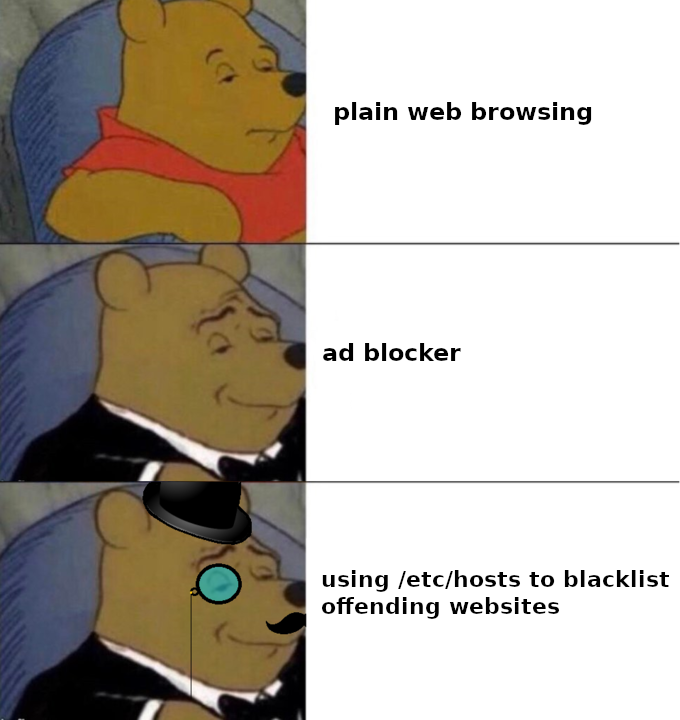 plain web browsing
ad blocker
using /etc/hosts to blacklist
offending websites